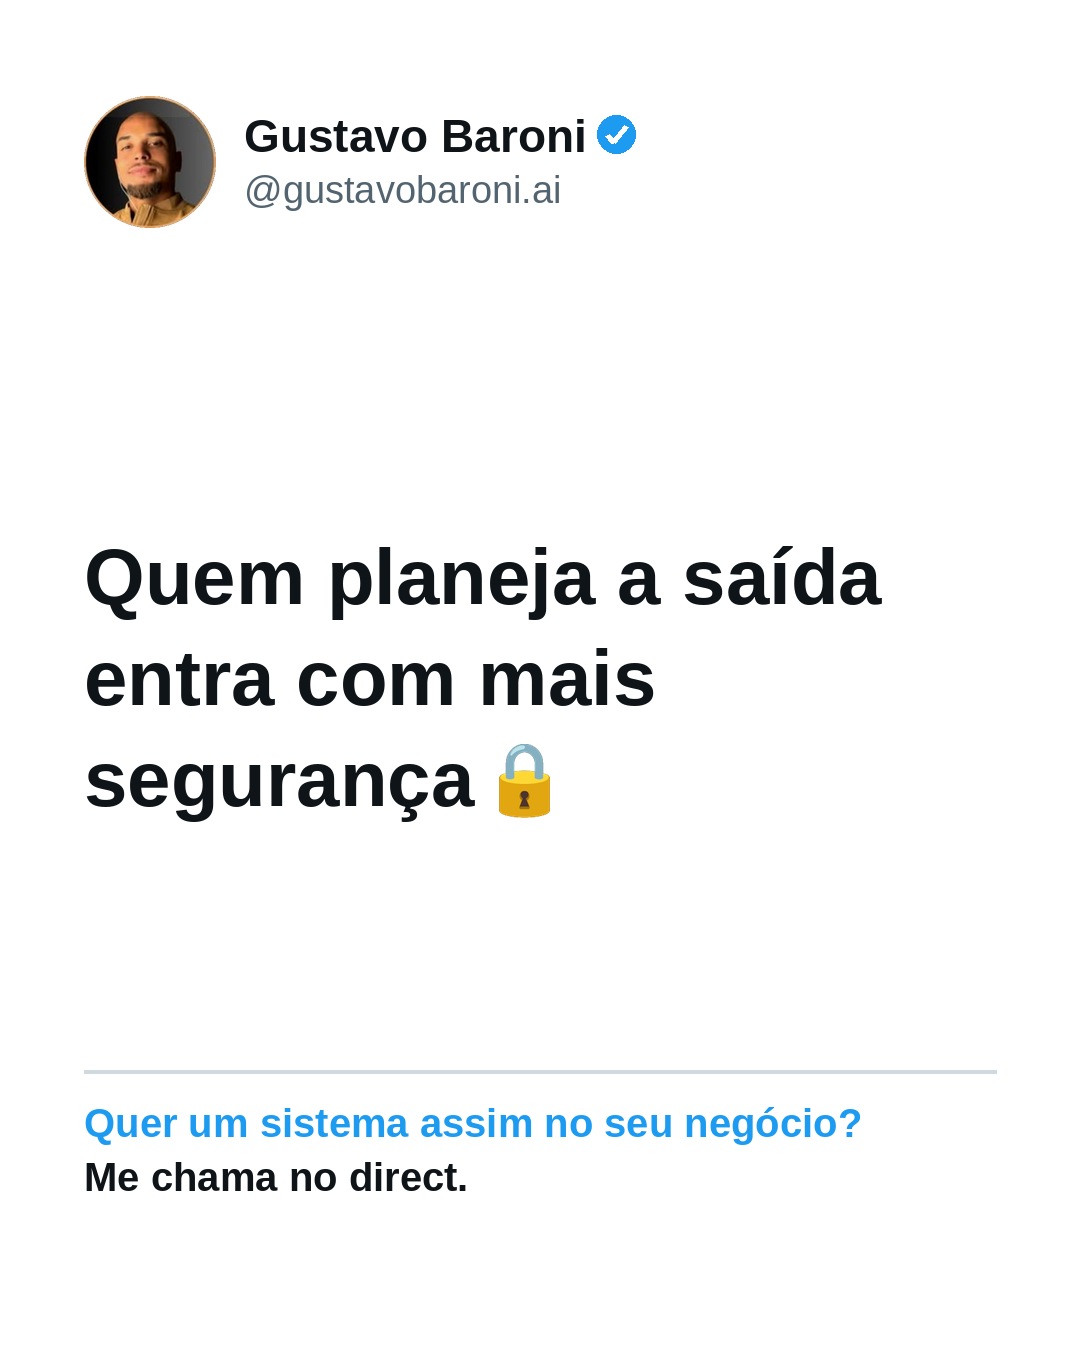 Gustavo Baroni
@gustavobaroni.ai
Quem planeja a saída
entra com mais
segurança 🔒
Quer um sistema assim no seu negócio?
Me chama no direct.